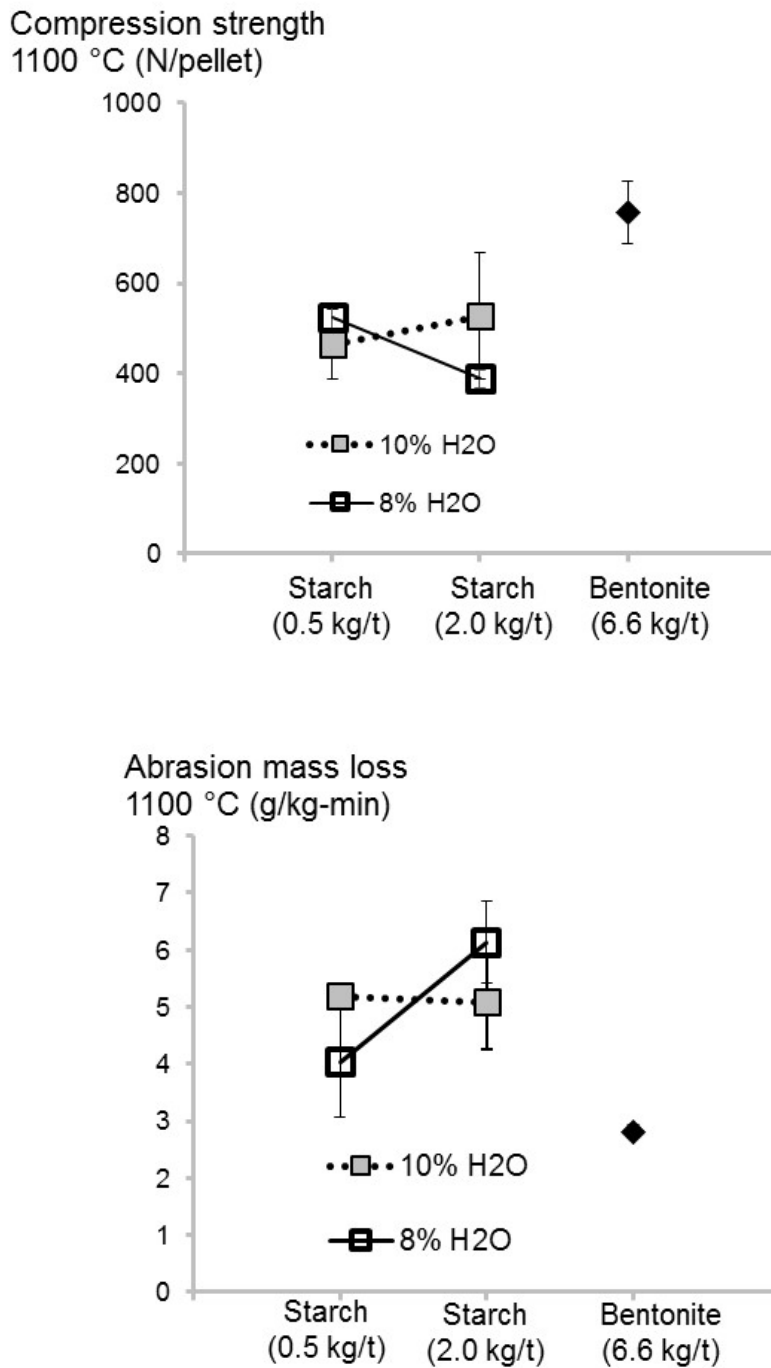 Compression strength
1100 °C (N/pellet)
1000
800
600
400
200
0
10% H2O
8% H2O
Starch
(0.5 kg/t)
Starch
(2.0 kg/t)
Bentonite
(6.6 kg/t)
Abrasion mass loss
1100 °C (g/kg-min)
8
7
6
5
4
3
2
1
0
10% H2O
8% H2O
Starch
(0.5 kg/t)
Starch
(2.0 kg/t)
Bentonite
(6.6 kg/t)